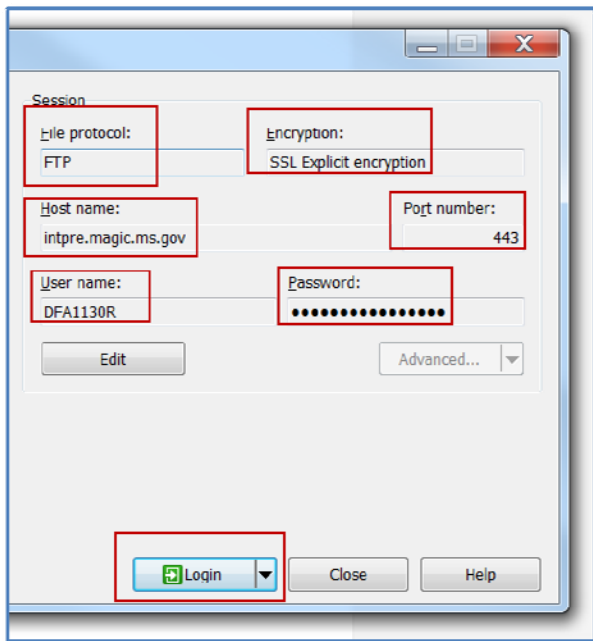 Session
File protocol:
Encryption:
FTP
SSL Explicit encryption
Host name:
Port number:
intpre.magic.ms.gov
443
User name:
Password:
DFA1130R
••••••••••••••••
Edit
Advanced...
Login
Close
Help